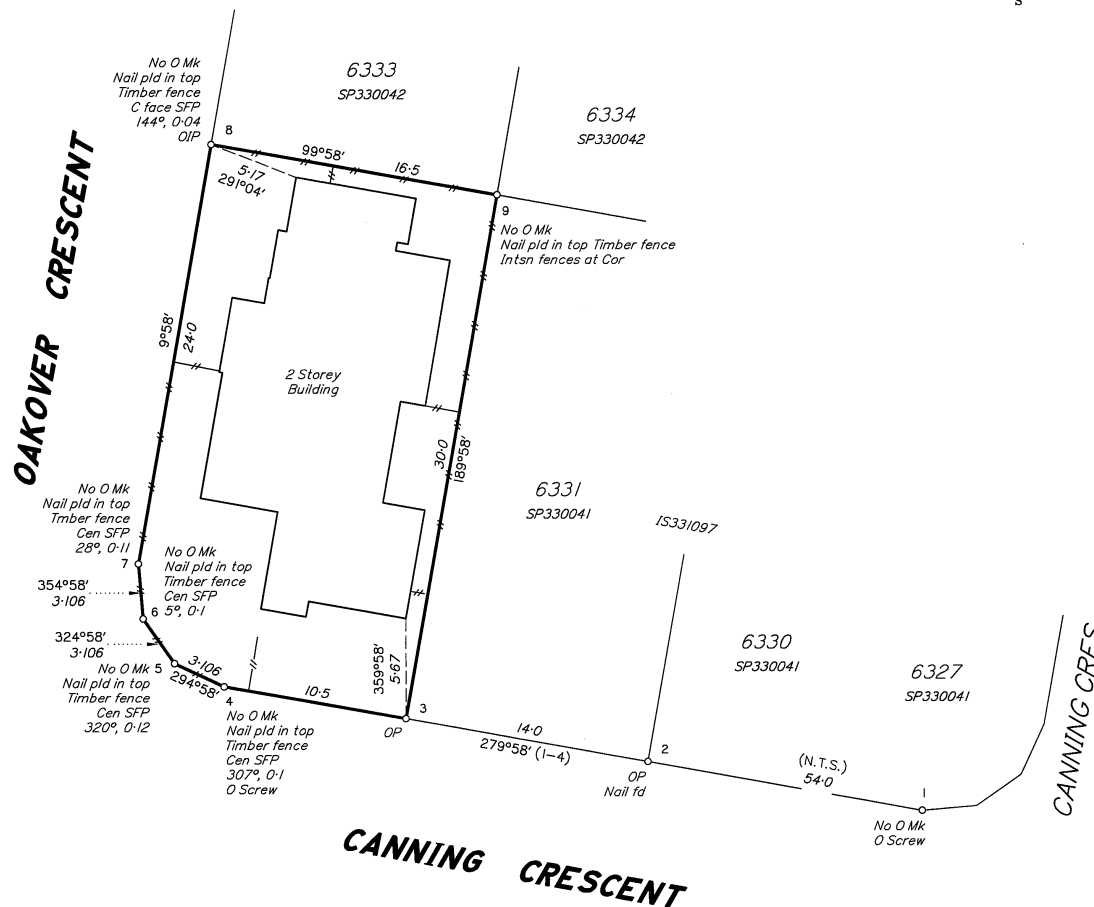 s
No O Mk
Nail pld in top
Timber fence
C face SFP
144°, 0·04
OIP
8
6333
SP330042
6334
SP330042
99°58'
16·5
5·17
291°04'
9
No O Mk
Nail pld in top Timber fence
Intsn fences at Cor
OAKOVER CRESCENT
9°58'
24·0
2 Storey
Building
30·0
189°58'
6331
SP330041
IS331097
No O Mk
Nail pld in top
Tmber fence
Cen SFP
28°, 0·11
7
No O Mk
Nail pld in top
Timber fence
Cen SFP
5°, 0·1
354°58'
3·106
6
324°58'
3·106
5
No O Mk
Nail pld in top
Timber fence
Cen SFP
320°, 0·12
3·106
294°58'
4
No O Mk
Nail pld in top
Timber fence
Cen SFP
307°, 0·1
O Screw
10·5
359°58'
5·67
3
OP
14·0
279°58' (1–4)
2
OP
Nail fd
6330
SP330041
6327
SP330041
(N.T.S.)
54·0
1
No O Mk
O Screw
CANNING CRES
CANNING CRESCENT